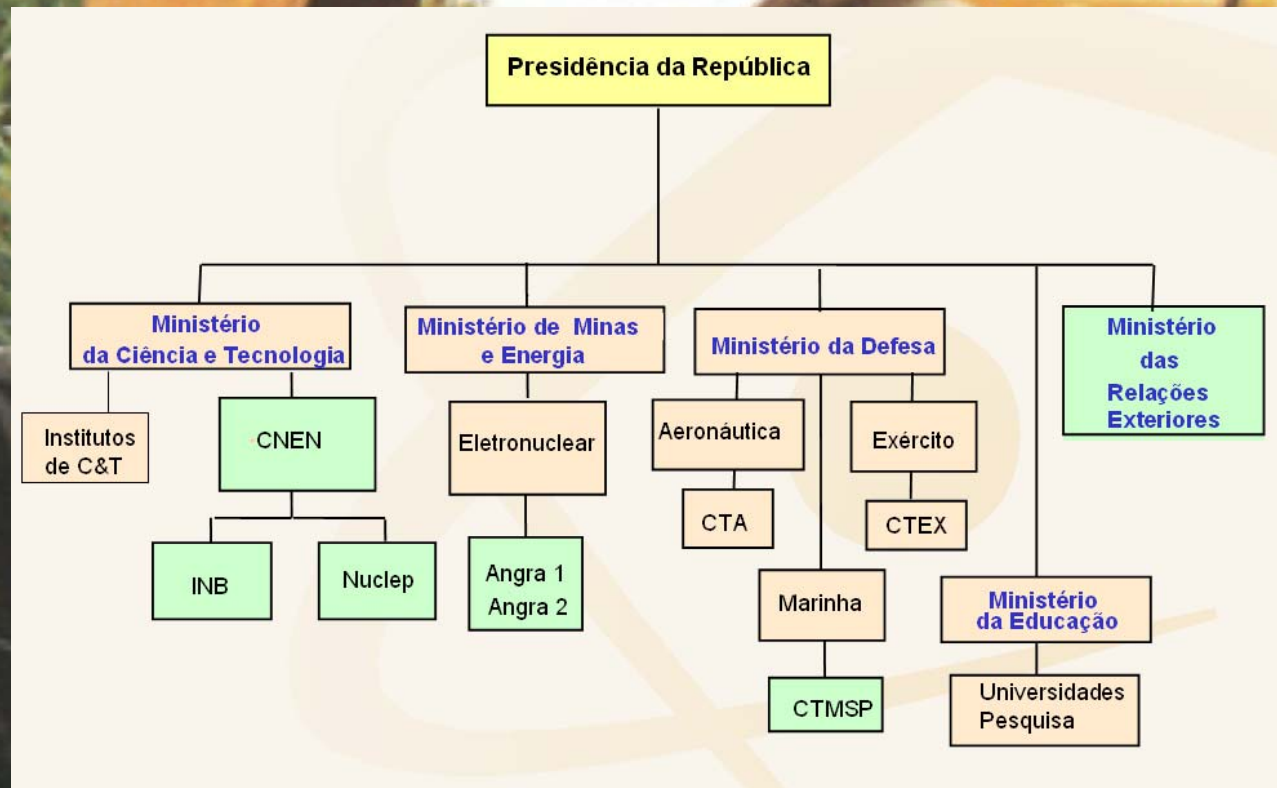 Presidência da República
Ministério
da Ciência e Tecnologia
Ministério de Minas
e Energia
Ministério da Defesa
Ministério
das
Relações
Exteriores
Institutos
de C&T
CNEN
Eletronuclear
Aeronáutica
Exército
CTA
CTEX
INB
Nuclep
Angra 1
Angra 2
Marinha
Ministério
da Educação
CTMSP
Universidades
Pesquisa